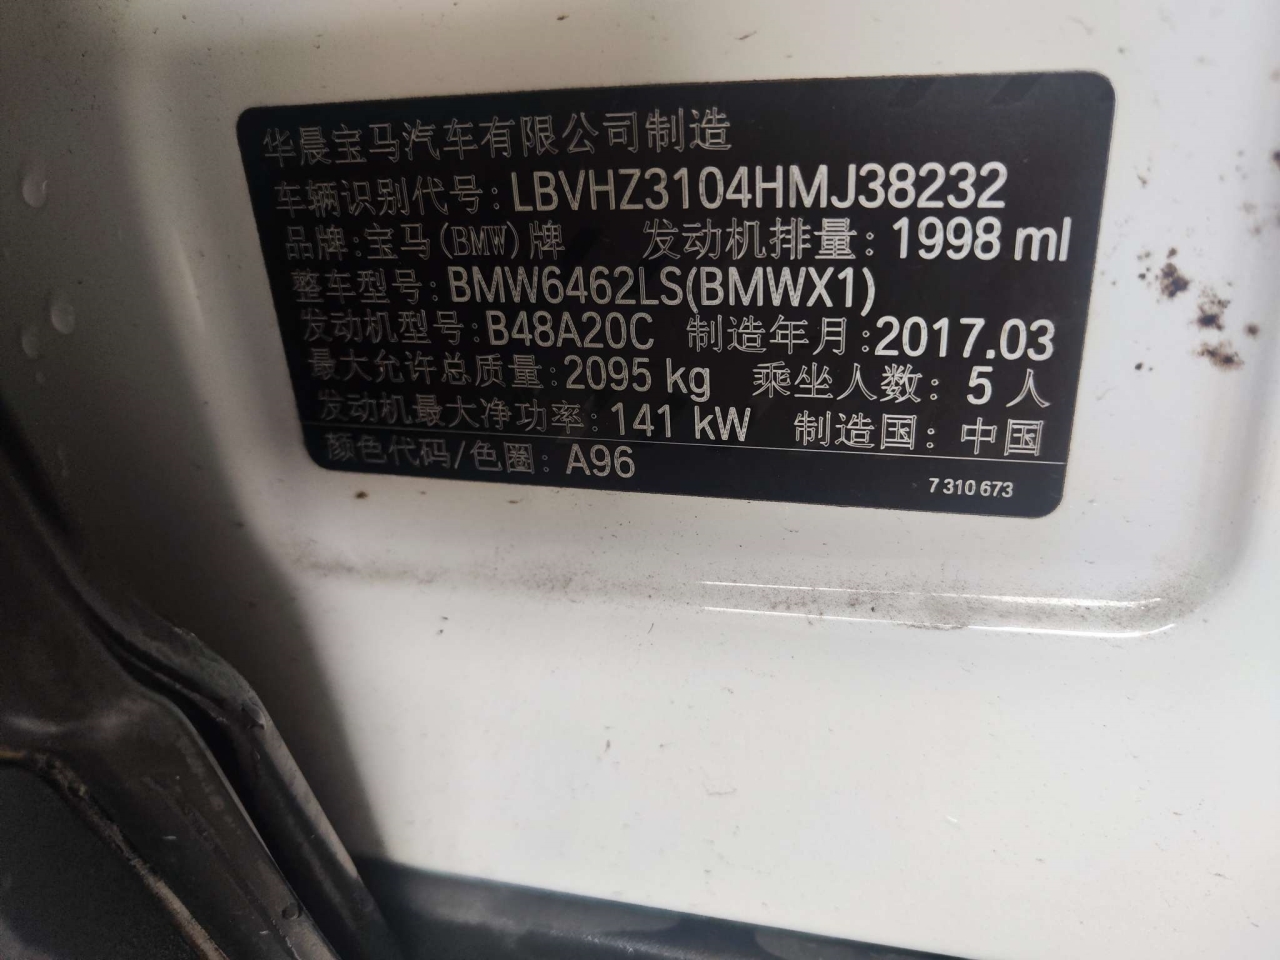 华晨宝马汽车有限公司制造
车辆识别代号: LBVHZ3104HMJ38232
品牌:宝马(BMW)牌 发动机排量: 1998 ml
整车型号: BMW6462LS(BMWX1)
发动机型号: B48A20C 制造年月:2017.03
最大允许总质量: 2095 kg 乘坐人数: 5人
发动机最大净功率: 141 kW 制造国: 中国
颜色代码/色圈: A96
7 310 673